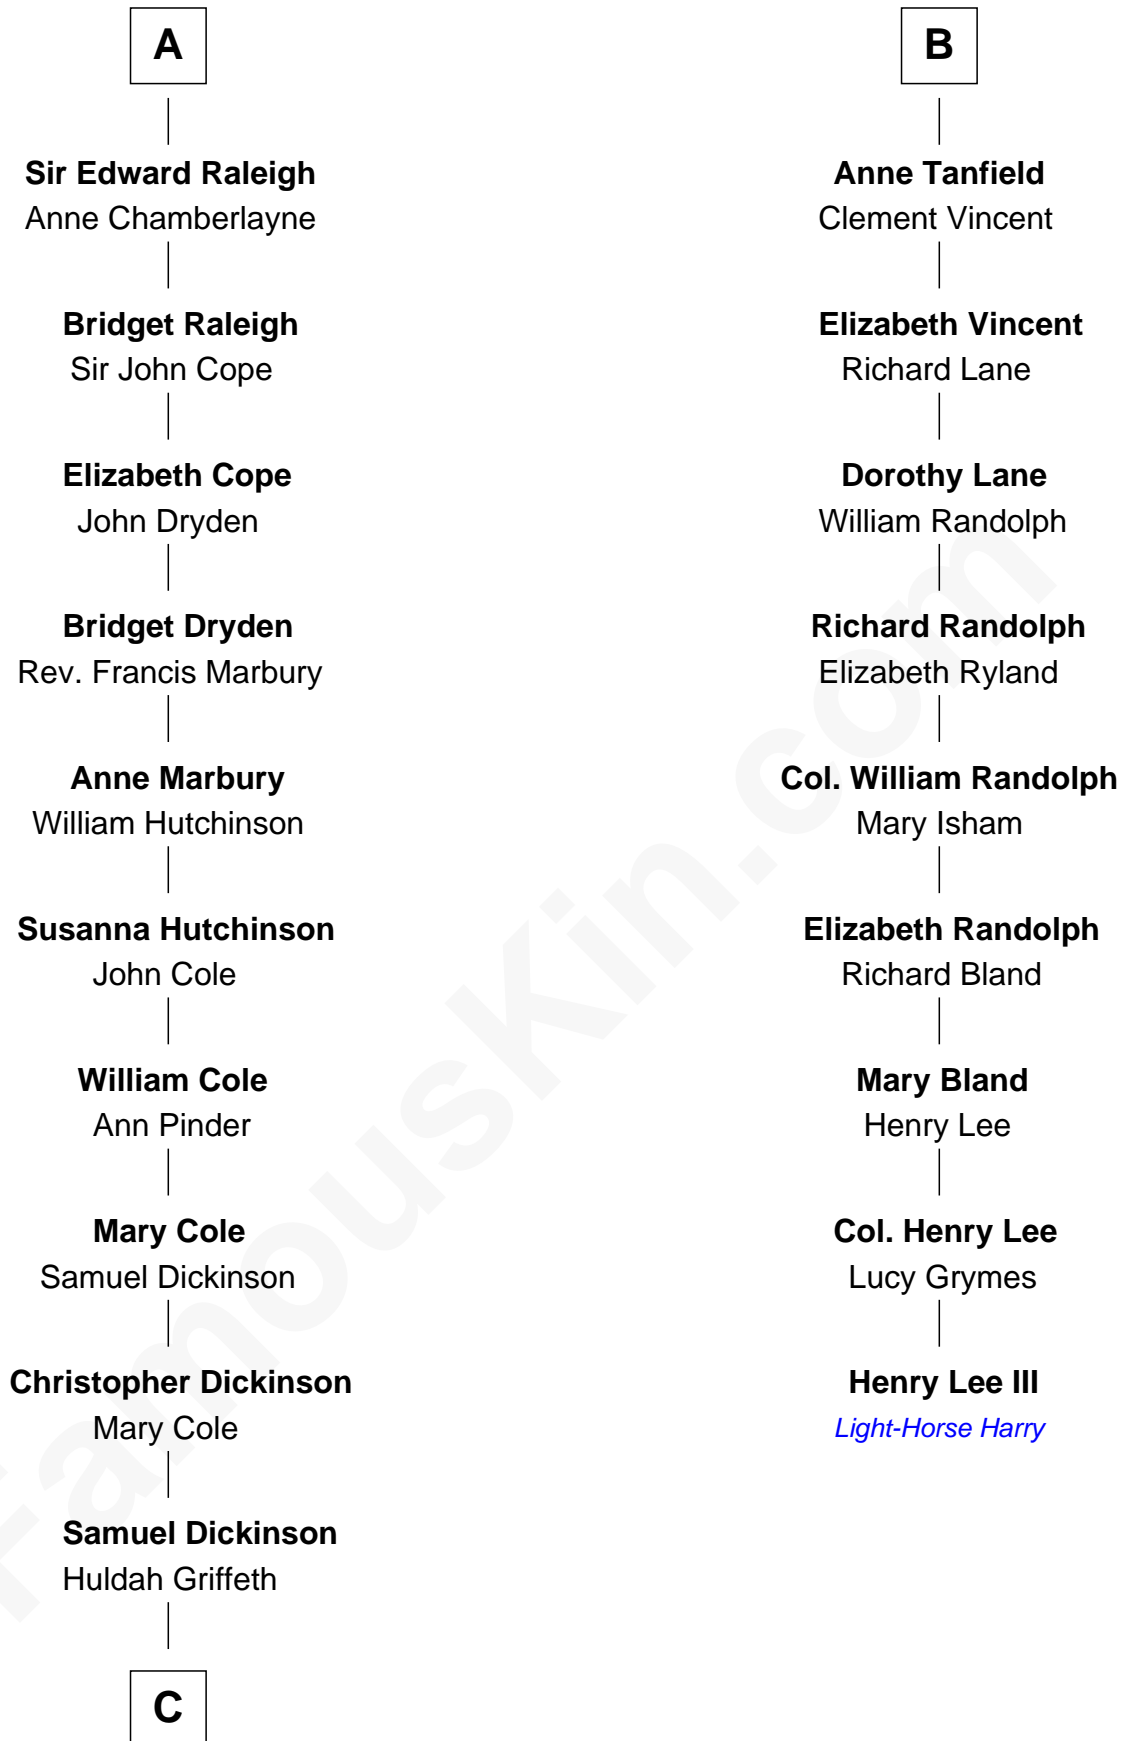 A
Sir Edward Raleigh
Anne Chamberlayne
Bridget Raleigh
Sir John Cope
Elizabeth Cope
John Dryden
Bridget Dryden
Rev. Francis Marbury
Anne Marbury
William Hutchinson
Susanna Hutchinson
John Cole
William Cole
Ann Pinder
Mary Cole
Samuel Dickinson
Christopher Dickinson
Mary Cole
Samuel Dickinson
Huldah Griffeth
C
B
Anne Tanfield
Clement Vincent
Elizabeth Vincent
Richard Lane
Dorothy Lane
William Randolph
Richard Randolph
Elizabeth Ryland
Col. William Randolph
Mary Isham
Elizabeth Randolph
Richard Bland
Mary Bland
Henry Lee
Col. Henry Lee
Lucy Grymes
Henry Lee III
Light-Horse Harry
FamousKin.com